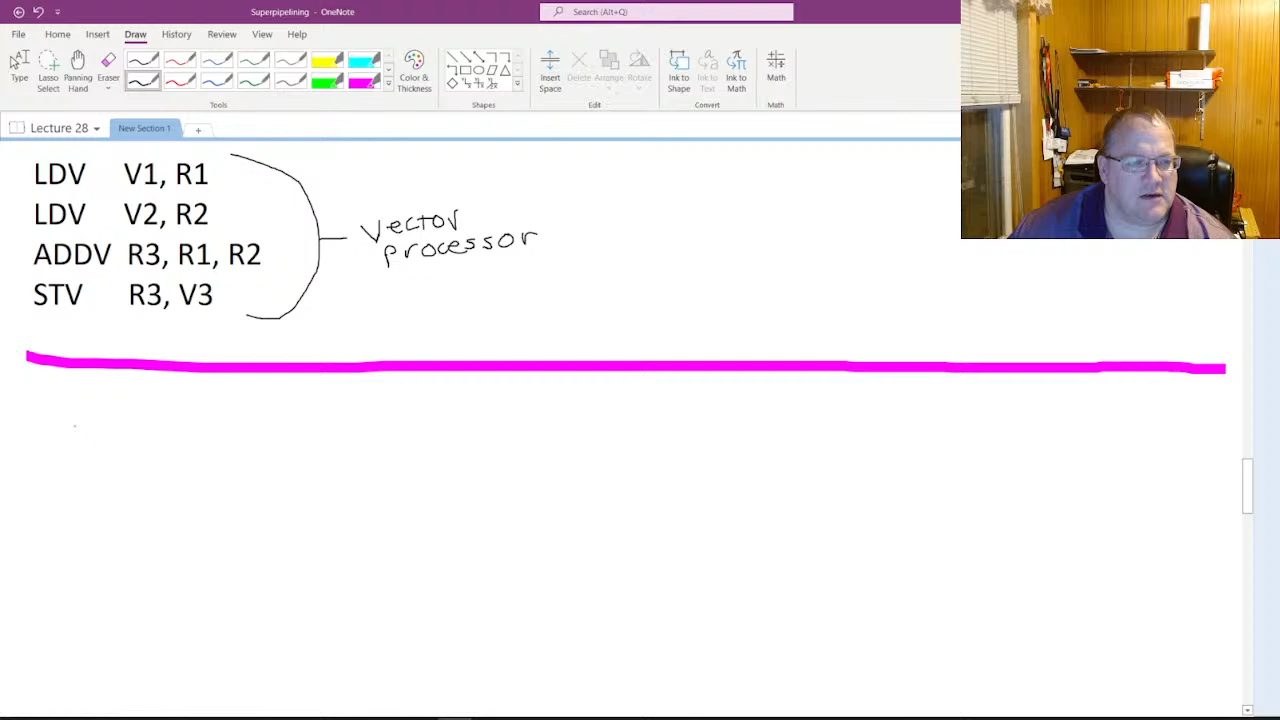 Superpipelining - OneNote
Search (Alt+Q)
File Home Insert Draw History Review View Help
Type
Lasso Select
Panning Hand
Eraser
Color & Thickness
Insert Space
Delete
Arrange
Rotate
Ink to Shape
Ink to Text
Ink to Math
Math
Tools
Shapes
Edit
Convert
Math
Lecture 28
New Section 1
LDV V1, R1
LDV V2, R2
ADDV R3, R1, R2
STV R3, V3
Vector
processor